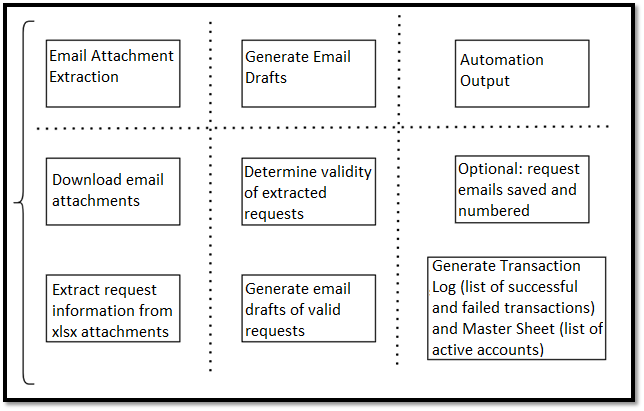 Email Attachment
Extraction
Generate Email
Drafts
Automation
Output
Download email
attachments
Determine validity
of extracted
requests
Optional: request
emails saved and
numbered
Extract request
information from
xlsx attachments
Generate email
drafts of valid
requests
Generate Transaction
Log (list of successful
and failed transactions)
and Master Sheet (list of
active accounts)